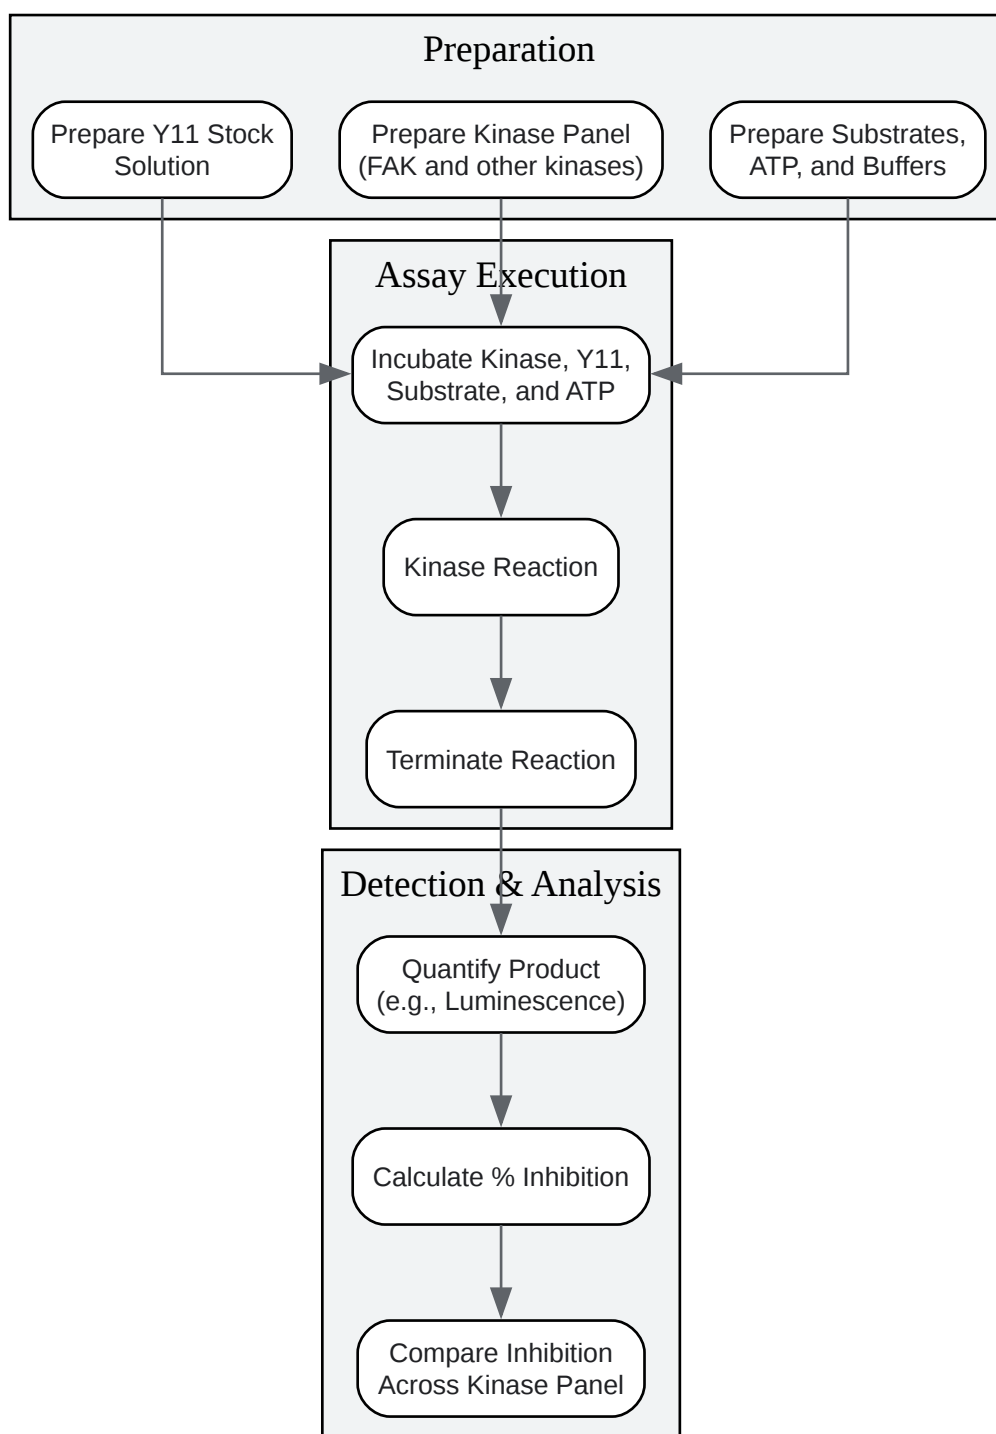 Preparation
Prepare Y11 Stock
Solution
Prepare Kinase Panel
(FAK and other kinases)
Prepare Substrates,
ATP, and Buffers
Assay Execution
Incubate Kinase, Y11,
Substrate, and ATP
Kinase Reaction
Terminate Reaction
Detection & Analysis
Quantify Product
(e.g., Luminescence)
Calculate % Inhibition
Compare Inhibition
Across Kinase Panel